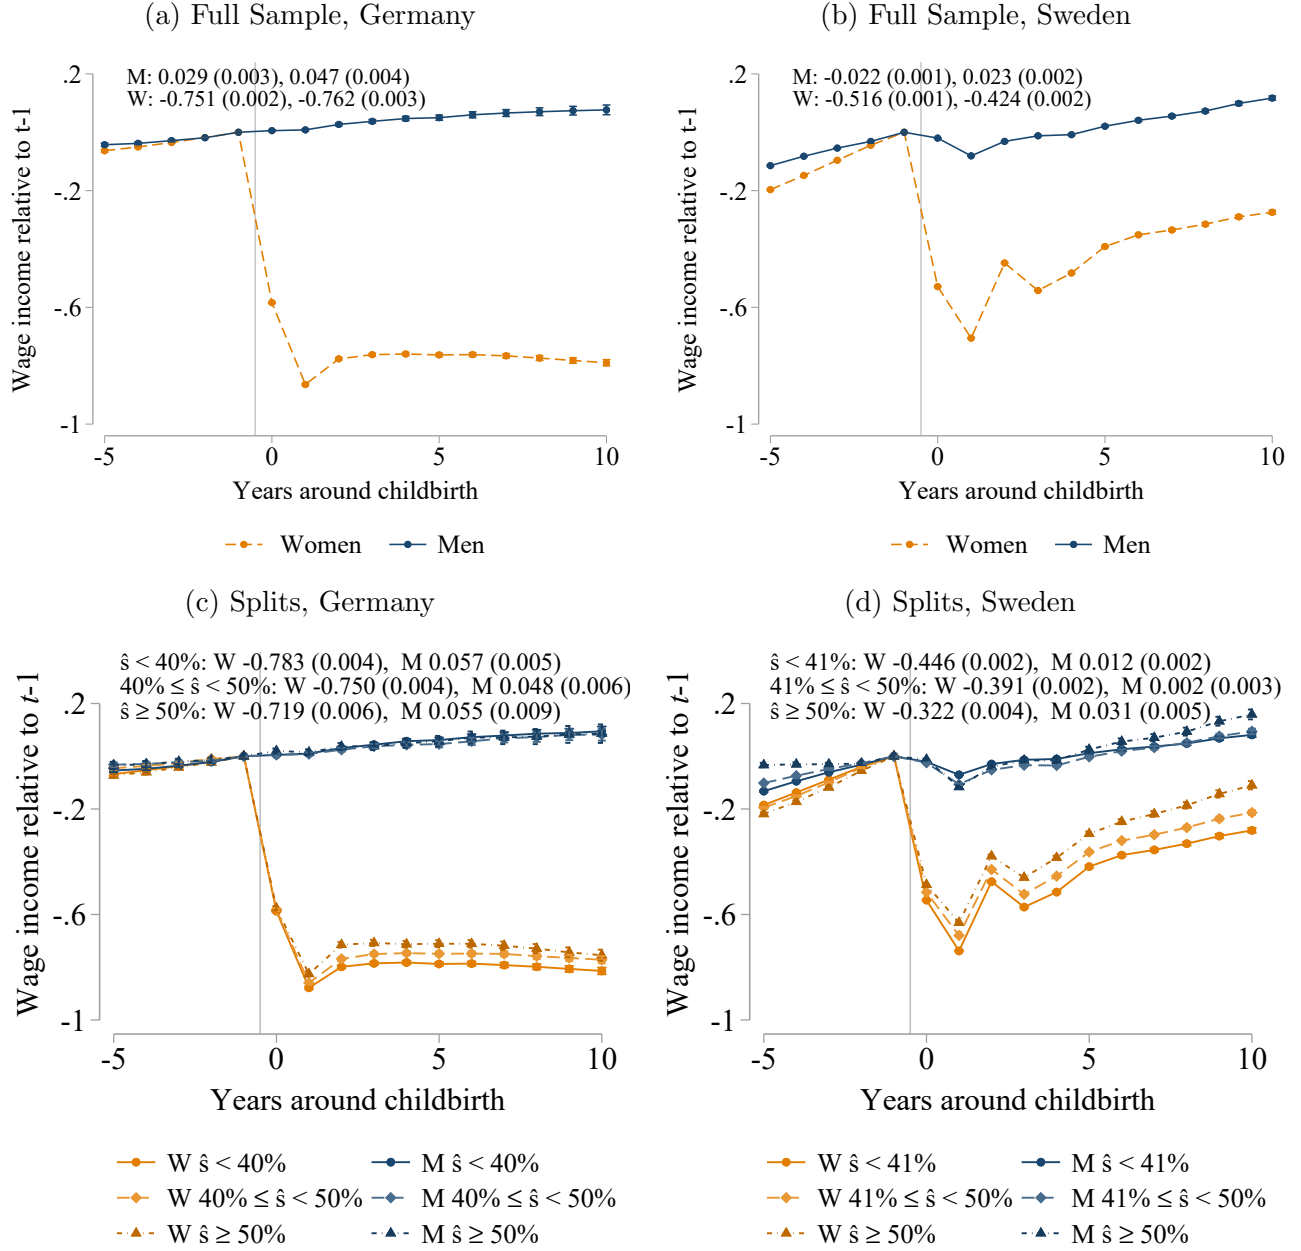 (a) Full Sample, Germany
M: 0.029 (0.003), 0.047 (0.004)
W: -0.751 (0.002), -0.762 (0.003)
Wage income relative to t-1
.2
-.2
-.6
-1
-5
0
5
10
Years around childbirth
Women
Men
(b) Full Sample, Sweden
M: -0.022 (0.001), 0.023 (0.002)
W: -0.516 (0.001), -0.424 (0.002)
Wage income relative to t-1
.2
-.2
-.6
-1
-5
0
5
10
Years around childbirth
Women
Men
(c) Splits, Germany
ŝ < 40%: W -0.783 (0.004), M 0.057 (0.005)
40% ≤ ŝ < 50%: W -0.750 (0.004), M 0.048 (0.006)
ŝ ≥ 50%: W -0.719 (0.006), M 0.055 (0.009)
Wage income relative to t-1
.2
-.2
-.6
-1
-5
0
5
10
Years around childbirth
W ŝ < 40%
M ŝ < 40%
W 40% ≤ ŝ < 50%
M 40% ≤ ŝ < 50%
W ŝ ≥ 50%
M ŝ ≥ 50%
(d) Splits, Sweden
ŝ < 41%: W -0.446 (0.002), M 0.012 (0.002)
41% ≤ ŝ < 50%: W -0.391 (0.002), M 0.002 (0.003)
ŝ ≥ 50%: W -0.322 (0.004), M 0.031 (0.005)
Wage income relative to t-1
.2
-.2
-.6
-1
-5
0
5
10
Years around childbirth
W ŝ < 41%
M ŝ < 41%
W 41% ≤ ŝ < 50%
M 41% ≤ ŝ < 50%
W ŝ ≥ 50%
M ŝ ≥ 50%